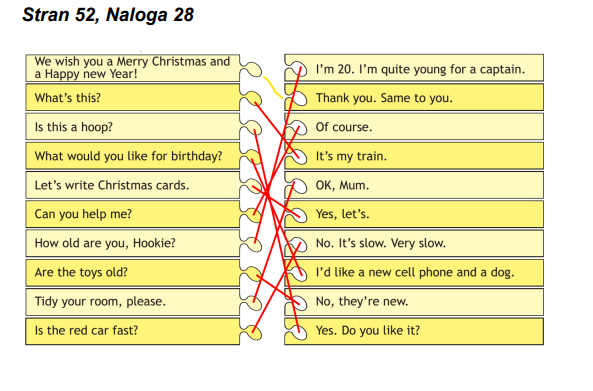 Stran 52, Naloga 28
We wish you a Merry Christmas and
a Happy new Year!
I'm 20. I'm quite young for a captain.
What's this?
Thank you. Same to you.
Is this a hoop?
Of course.
What would you like for birthday?
It's my train.
Let's write Christmas cards.
OK, Mum.
Can you help me?
Yes, let's.
How old are you, Hookie?
No. It's slow. Very slow.
Are the toys old?
I'd like a new cell phone and a dog.
Tidy your room, please.
No, they're new.
Is the red car fast?
Yes. Do you like it?